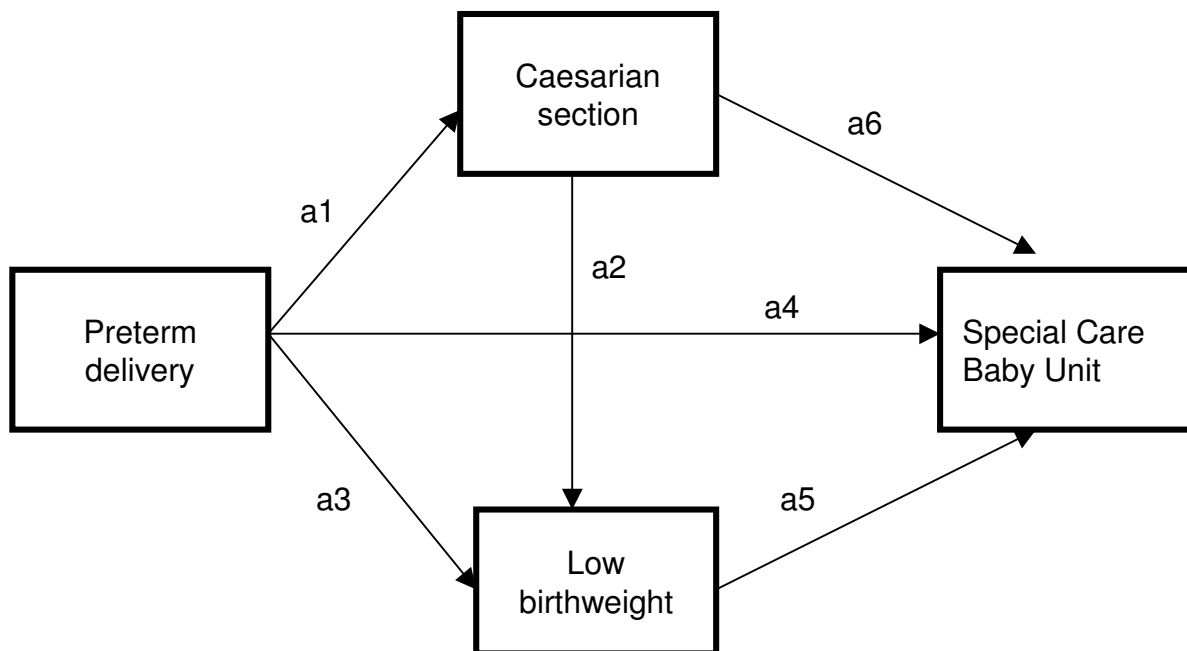 Caesarian
section
a6
a1
a2
Preterm
delivery
a4
Special Care
Baby Unit
a3
a5
Low
birthweight